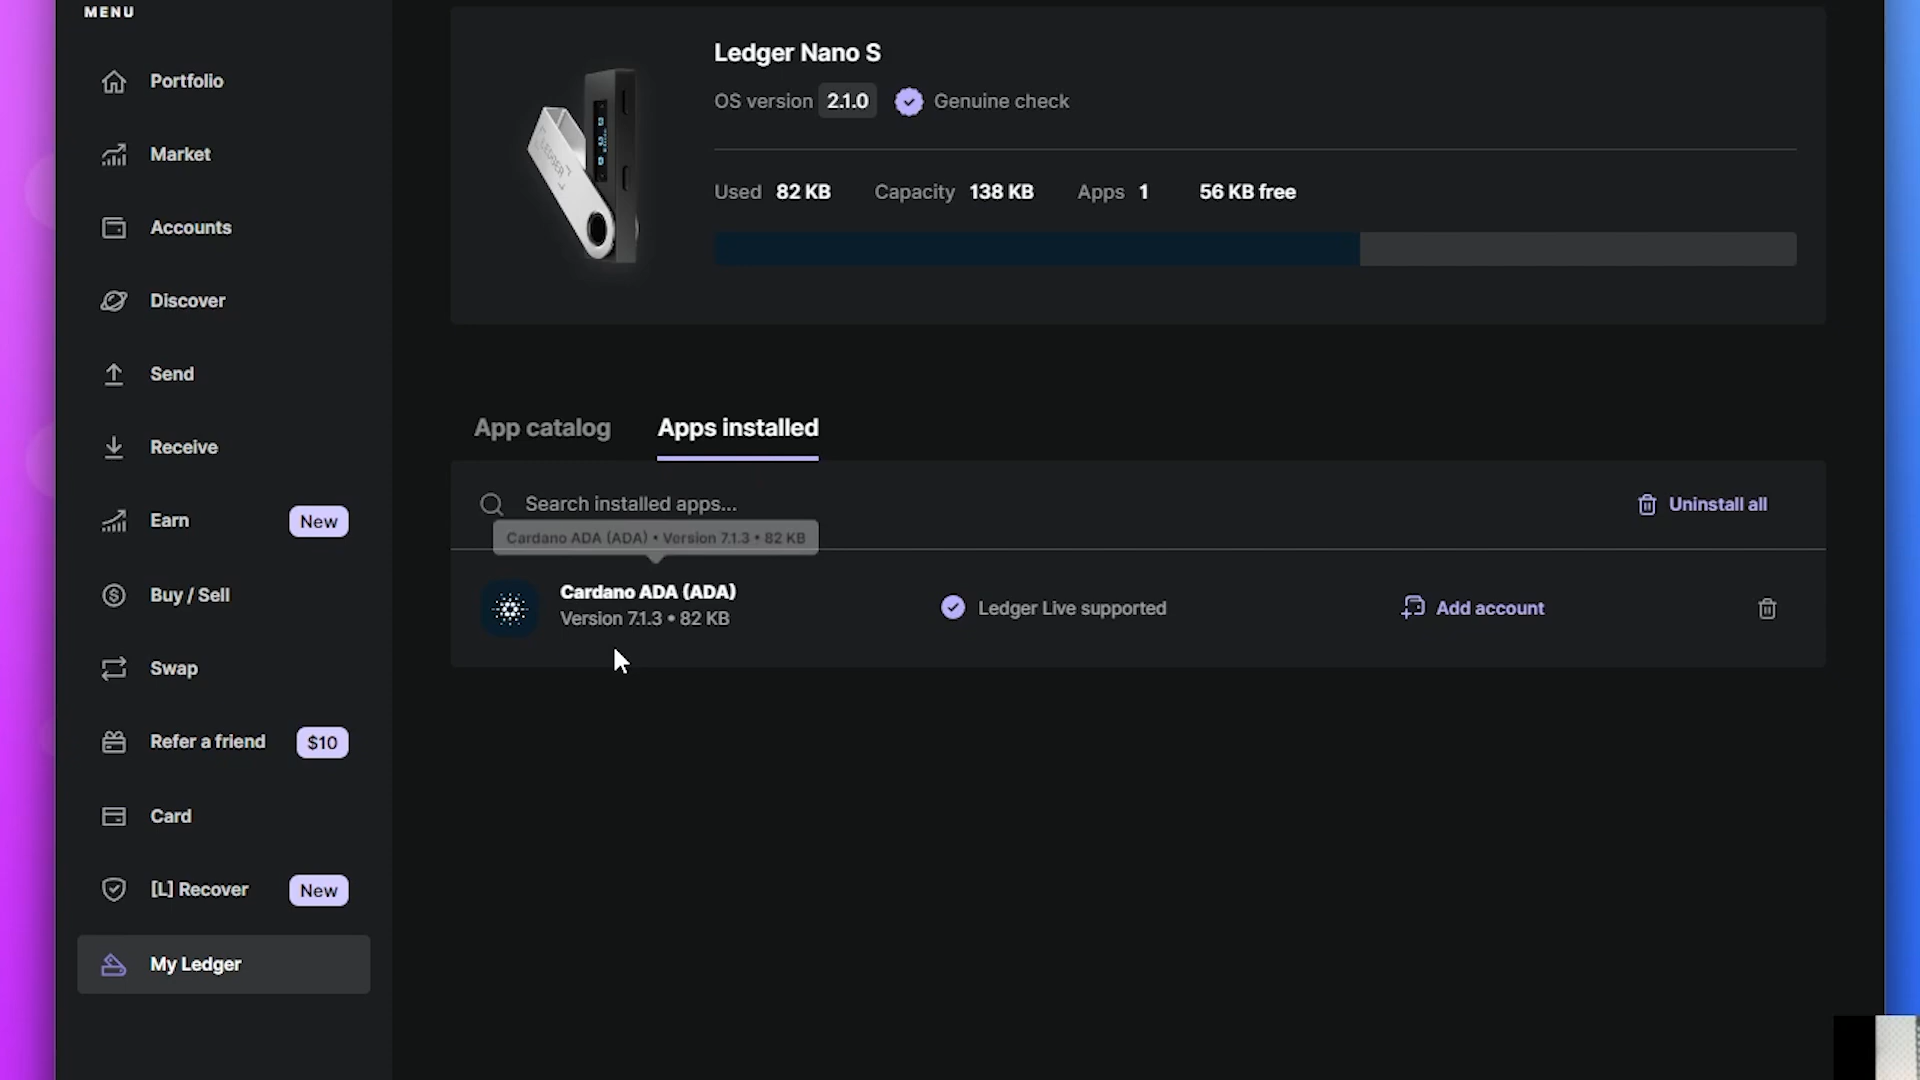 MENU
Portfolio
Market
Accounts
Discover
Send
Receive
Earn New
Buy / Sell
Swap
Refer a friend $10
Card
[L] Recover New
My Ledger
Ledger Nano S
OS version 2.1.0 Genuine check
Used 82 KB Capacity 138 KB Apps 1 56 KB free
App catalog Apps installed
Search installed apps... Uninstall all
Cardano ADA (ADA) • Version 7.1.3 • 82 KB
Cardano ADA (ADA)
Version 7.1.3 • 82 KB
Ledger Live supported
Add account